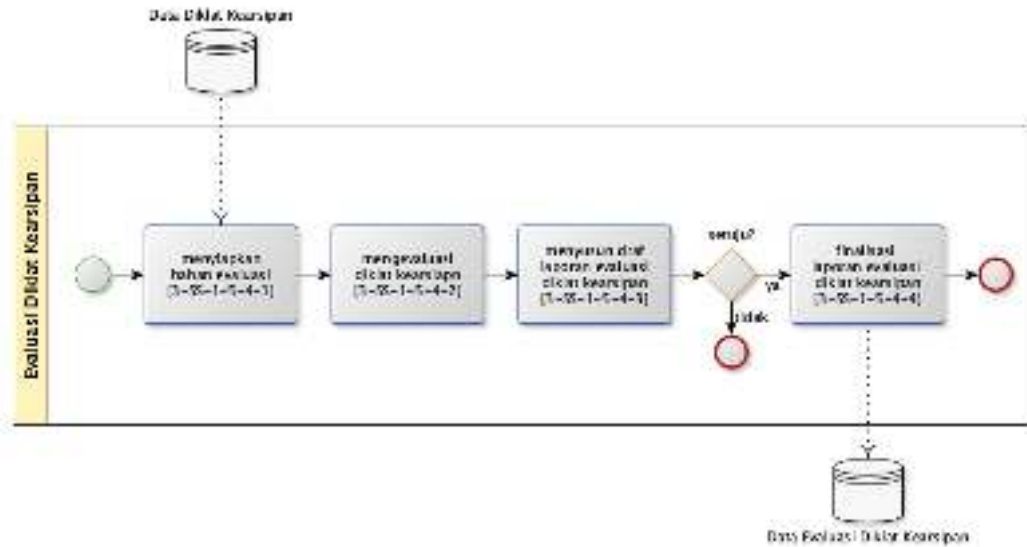 Data Diklat Kearsipan
Evaluasi Diklat Kearsipan
menyiapkan
bahan evaluasi
mengevaluasi
diklat kearsiapn
menyusun draf
laporan evaluasi
diklat kearsipan
setuju?
ya
tidak
finalisasi
laporan evaluasi
diklat kearsipan
Data Evaluasi Diklat Kearsipan